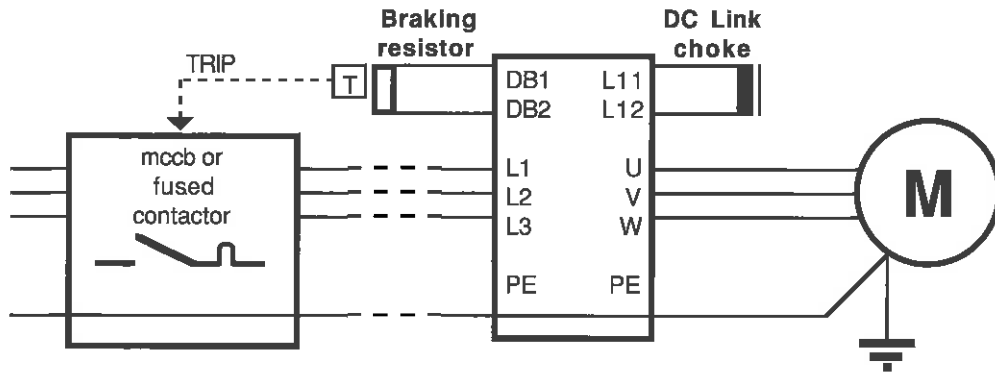 Braking
resistor
DC Link
choke
TRIP
T
DB1
L11
DB2
L12
mccb or
fused
contactor
L1
U
L2
V
L3
W
PE
PE
M